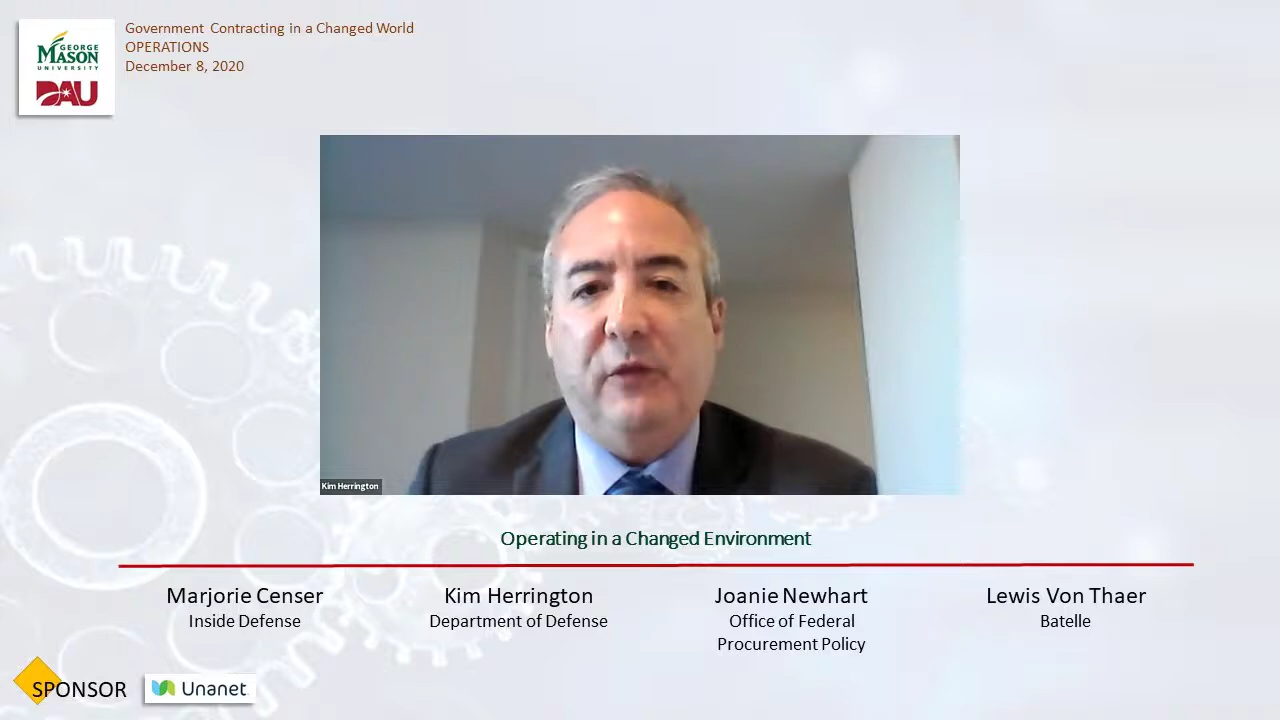 Government Contracting in a Changed World
OPERATIONS
December 8, 2020
GEORGE
MASON
UNIVERSITY
DAU
Kim Herrington
Operating in a Changed Environment
Marjorie Censer
Inside Defense
Kim Herrington
Department of Defense
Joanie Newhart
Office of Federal
Procurement Policy
Lewis Von Thaer
Batelle
SPONSOR
Unanet